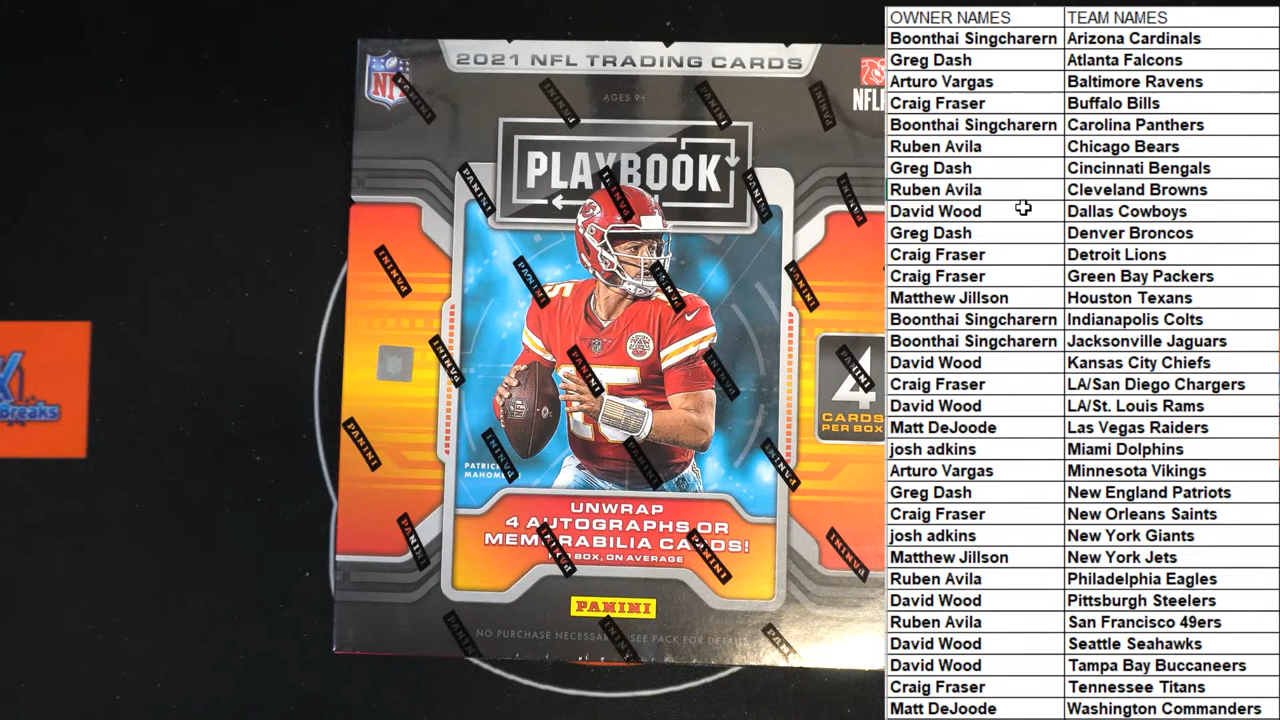 2021 NFL TRADING CARDS
AGES 9+
NFL
PLAYBOOK
PANINI
PATRICK
UNWRAP
4 AUTOGRAPHS OR
MEMORABILIA CARDS!
BOX, ON AVERAGE
PANINI
NO PURCHASE NECESSARY SEE PACK FOR DETAILS
4
CARDS
PER BOX
Breaks
OWNER NAMES TEAM NAMES
Boonthai Singcharern Arizona Cardinals
Greg Dash Atlanta Falcons
Arturo Vargas Baltimore Ravens
Craig Fraser Buffalo Bills
Boonthai Singcharern Carolina Panthers
Ruben Avila Chicago Bears
Greg Dash Cincinnati Bengals
Ruben Avila Cleveland Browns
David Wood Dallas Cowboys
Greg Dash Denver Broncos
Craig Fraser Detroit Lions
Craig Fraser Green Bay Packers
Matthew Jillson Houston Texans
Boonthai Singcharern Indianapolis Colts
Boonthai Singcharern Jacksonville Jaguars
David Wood Kansas City Chiefs
Craig Fraser LA/San Diego Chargers
David Wood LA/St. Louis Rams
Matt DeJoode Las Vegas Raiders
josh adkins Miami Dolphins
Arturo Vargas Minnesota Vikings
Greg Dash New England Patriots
Craig Fraser New Orleans Saints
josh adkins New York Giants
Matthew Jillson New York Jets
Ruben Avila Philadelphia Eagles
David Wood Pittsburgh Steelers
Ruben Avila San Francisco 49ers
David Wood Seattle Seahawks
David Wood Tampa Bay Buccaneers
Craig Fraser Tennessee Titans
Matt DeJoode Washington Commanders